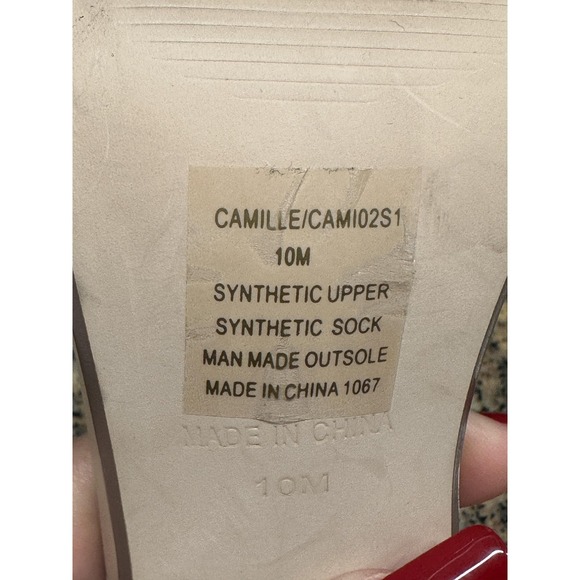 CAMILLE/CAMI02S1
10M
SYNTHETIC UPPER
SYNTHETIC SOCK
MAN MADE OUTSOLE
MADE IN CHINA 1067
MADE IN CHINA
10M